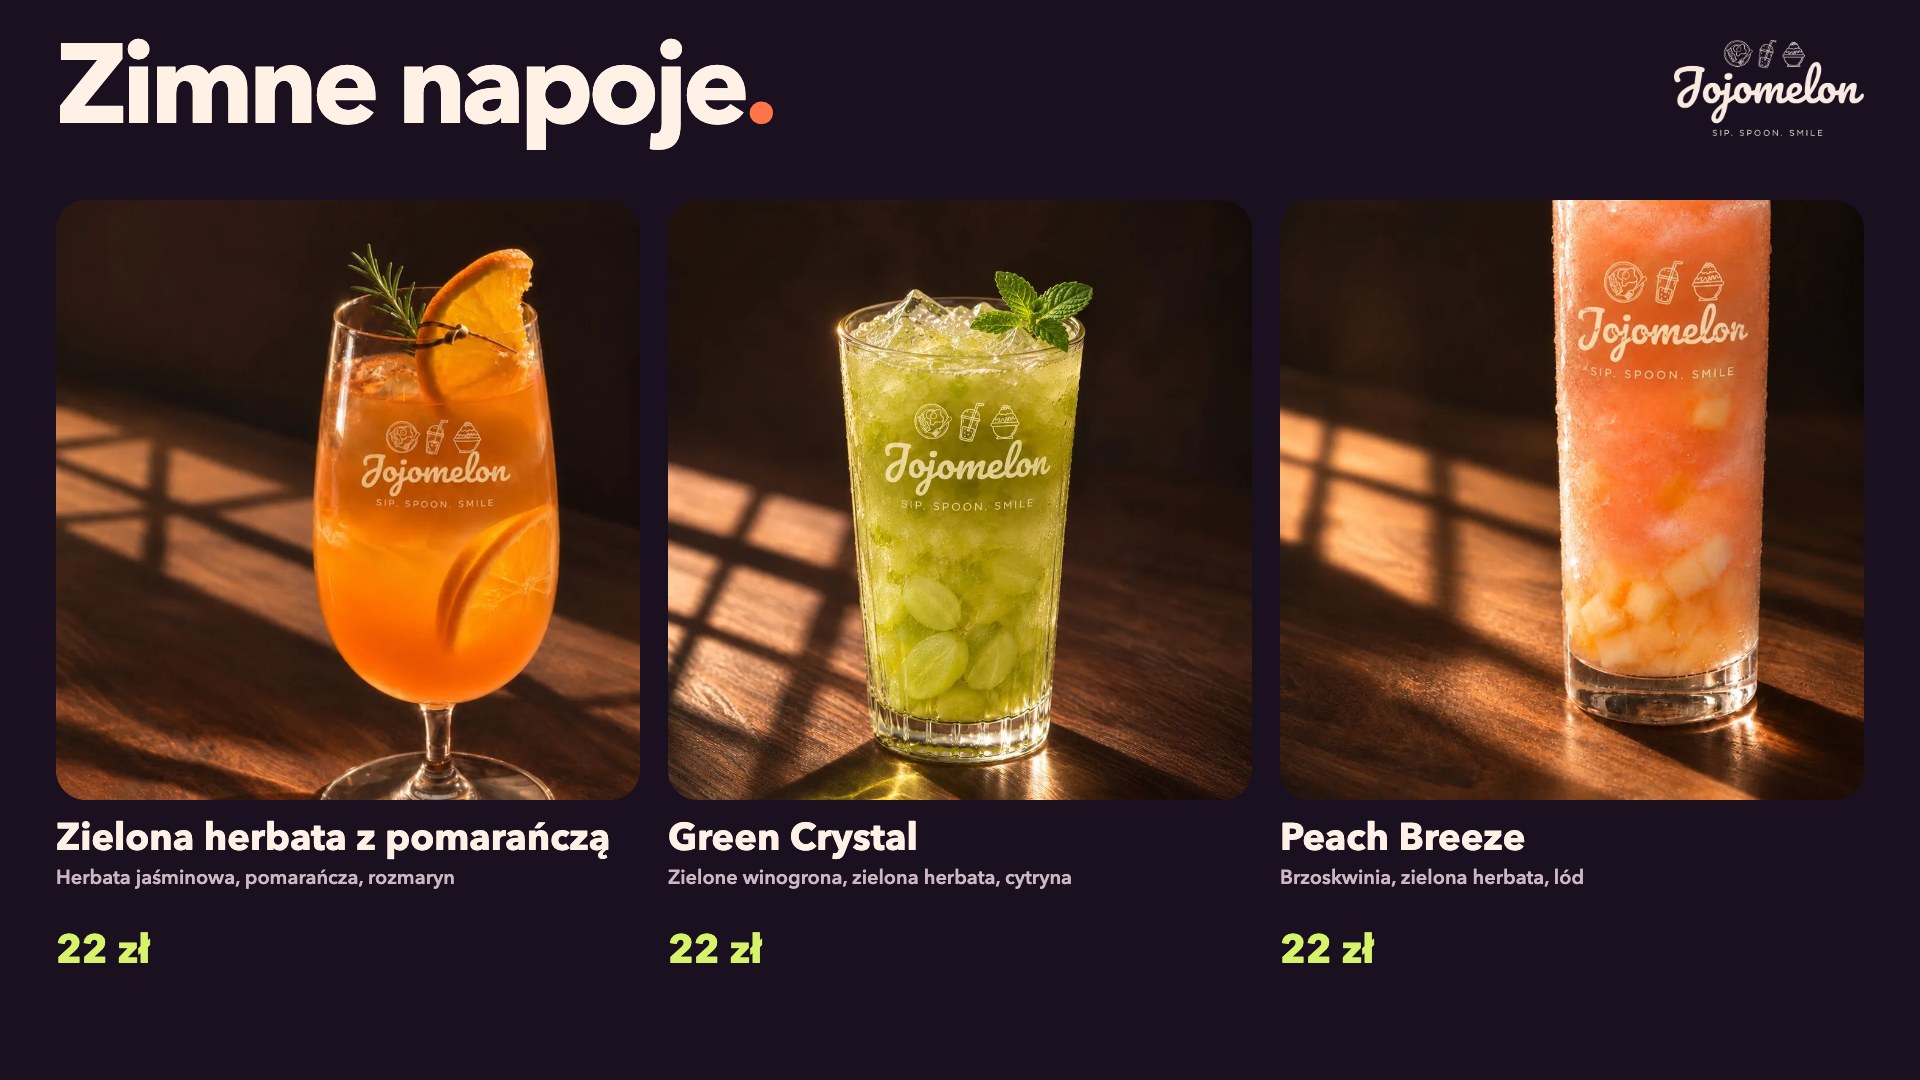 Zimne napoje.
Jojomelon
SIP. SPOON. SMILE
Jojomelon
SIP. SPOON. SMILE
Jojomelon
SIP. SPOON. SMILE
Jojomelon
SIP. SPOON. SMILE
Zielona herbata z pomarańczą
Herbata jaśminowa, pomarańcza, rozmaryn
22 zł
Green Crystal
Zielone winogrona, zielona herbata, cytryna
22 zł
Peach Breeze
Brzoskwinia, zielona herbata, lód
22 zł